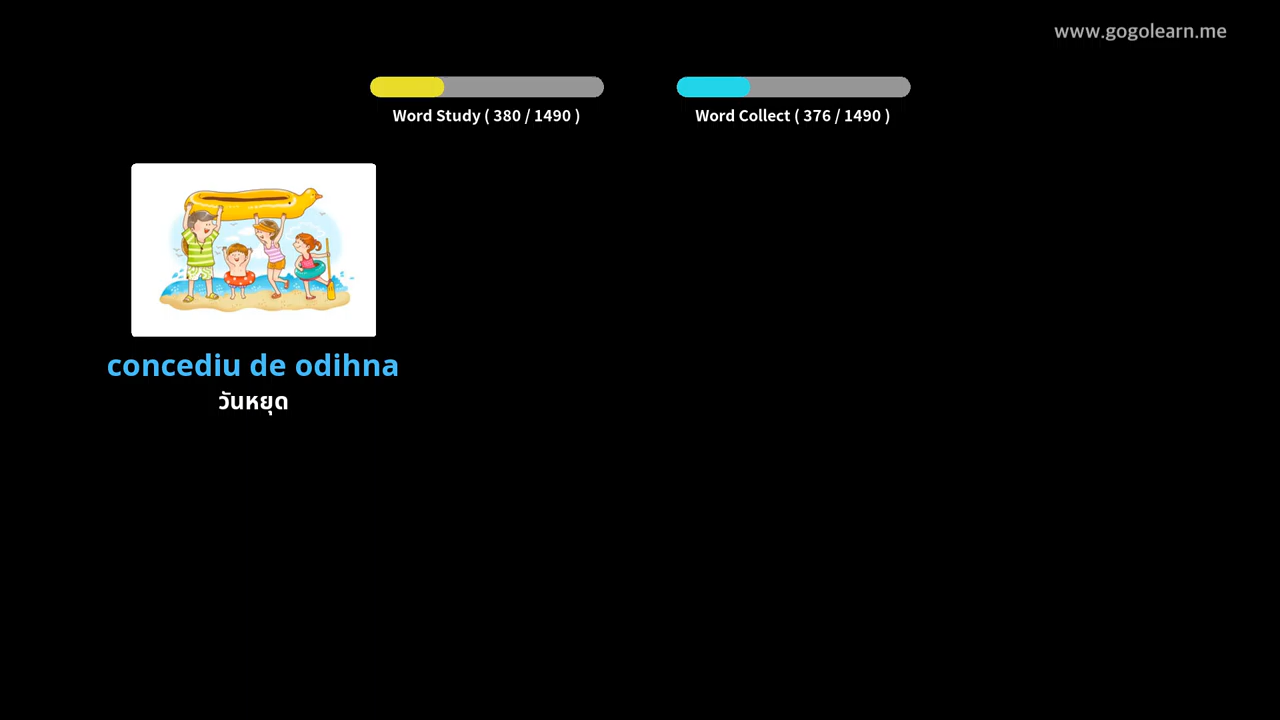 www.gogolearn.me
Word Study ( 380 / 1490 )
Word Collect ( 376 / 1490 )
concediu de odihna
วันหยุด